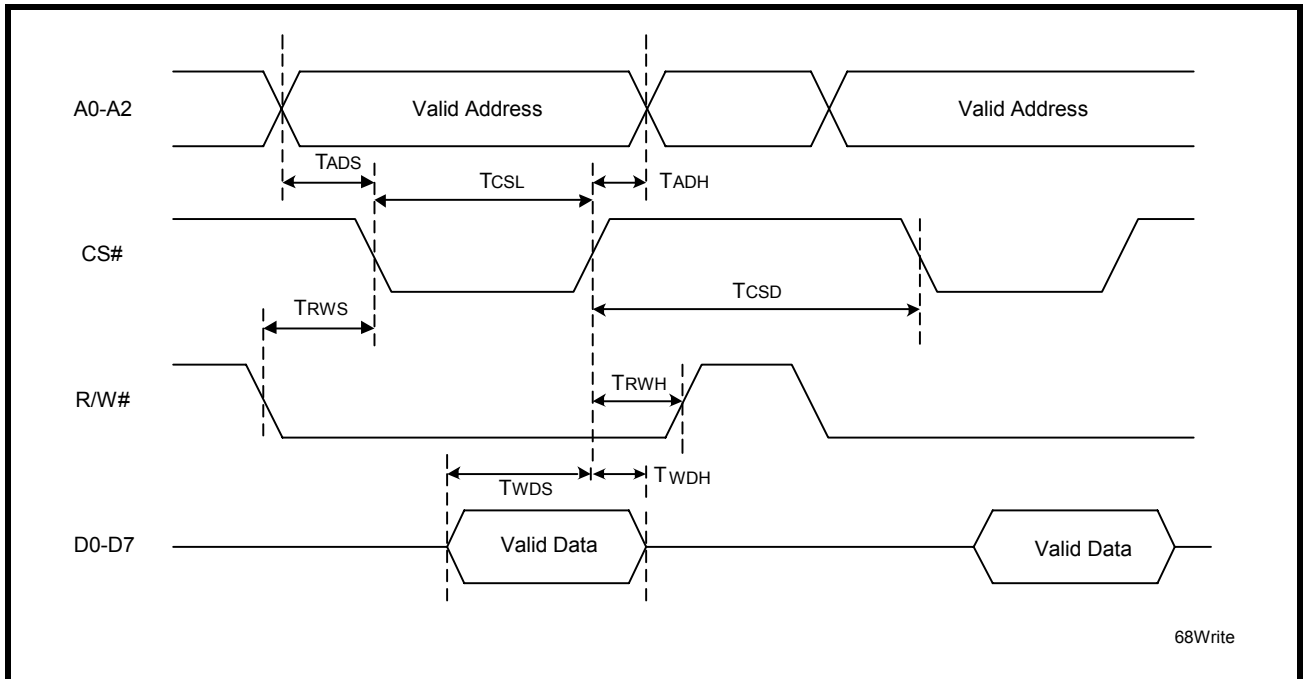 A0-A2
Valid Address
Valid Address
TADS
TCSL
TADH
CS#
TCSD
TRWS
TRWH
R/W#
TWDS
TWDH
D0-D7
Valid Data
Valid Data
68Write